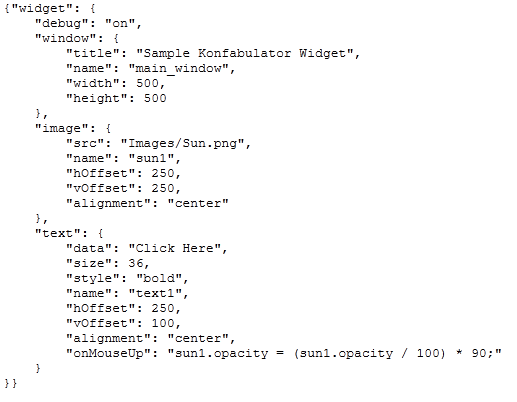 {"widget": {
    "debug": "on",
    "window": {
        "title": "Sample Konfabulator Widget",
        "name": "main_window",
        "width": 500,
        "height": 500
    },
    "image": {
        "src": "Images/Sun.png",
        "name": "sun1",
        "hOffset": 250,
        "vOffset": 250,
        "alignment": "center"
    },
    "text": {
        "data": "Click Here",
        "size": 36,
        "style": "bold",
        "name": "text1",
        "hOffset": 250,
        "vOffset": 100,
        "alignment": "center",
        "onMouseUp": "sun1.opacity = (sun1.opacity / 100) * 90;"
    }
}}